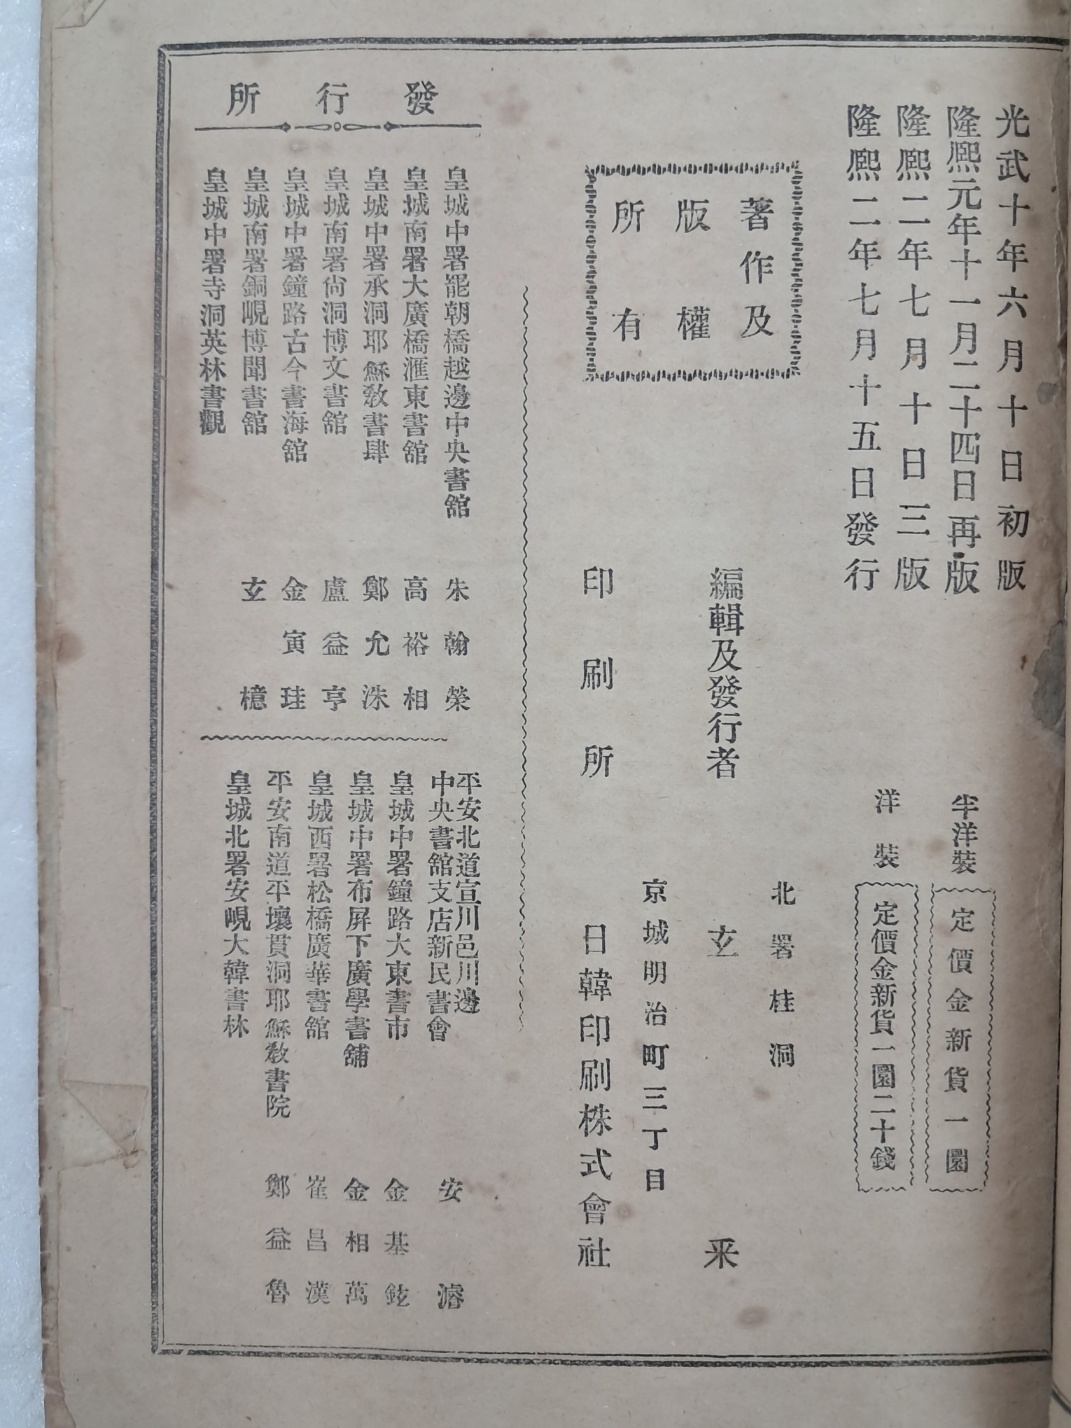 光武十年六月十日初版
隆熙元年十一月二十四日再版
隆熙二年七月十日三版
隆熙二年七月十五日發行
半洋裝
定價金新貨一圜
洋裝
定價金新貨一圜二十錢
著作及
版權
所有
北署桂洞
編輯及發行者
玄采
京城明治町三丁目
印刷所
日韓印刷株式會社
發行所
皇城中署罷朝橋越邊中央書舘
朱翰榮
皇城南署大廣橋滙東書舘
高裕相
皇城中署承洞耶穌敎書肆
鄭允洙
皇城南署尙洞博文書舘
盧益亨
皇城中署鐘路古今書海舘
金寅珪
皇城南署銅峴博聞書舘
玄檍
皇城中署寺洞英林書觀
平安北道宣川邑川邊
中央書舘支店新民書會
安濬
皇城中署鐘路大東書市
金基鉉
皇城中署布屏下廣學書舖
金相萬
皇城西署松橋廣華書舘
崔昌漢
平安南道平壤貫洞耶穌敎書院
鄭益魯
皇城北署安峴大韓書林